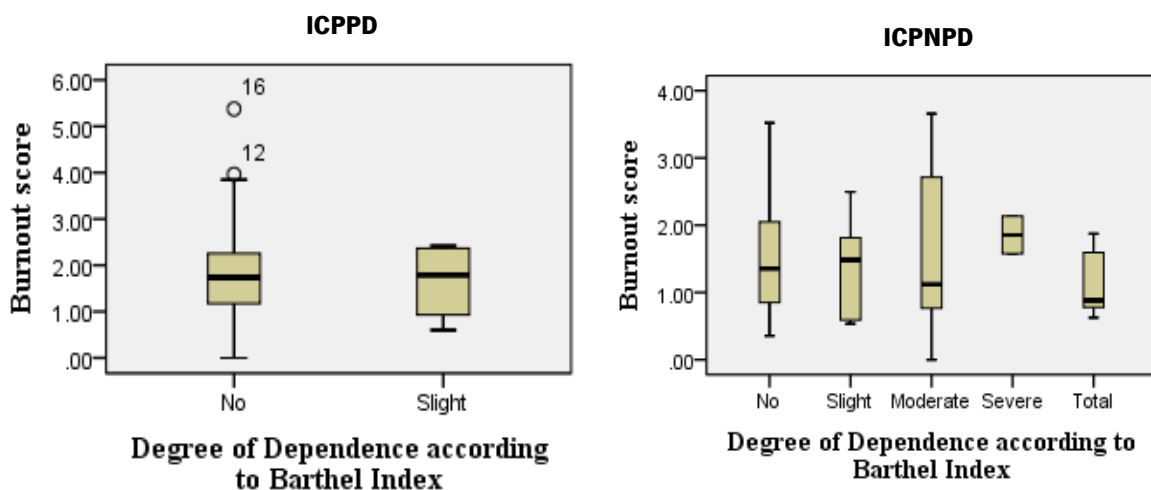 ICPPD
6.00
5.00
4.00
3.00
2.00
1.00
.00
Burnout score
16
12
No
Slight
Degree of Dependence according
to Barthel Index
ICPNPD
4.00
3.00
2.00
1.00
.00
Burnout score
No
Slight
Moderate
Severe
Total
Degree of Dependence according to
Barthel Index